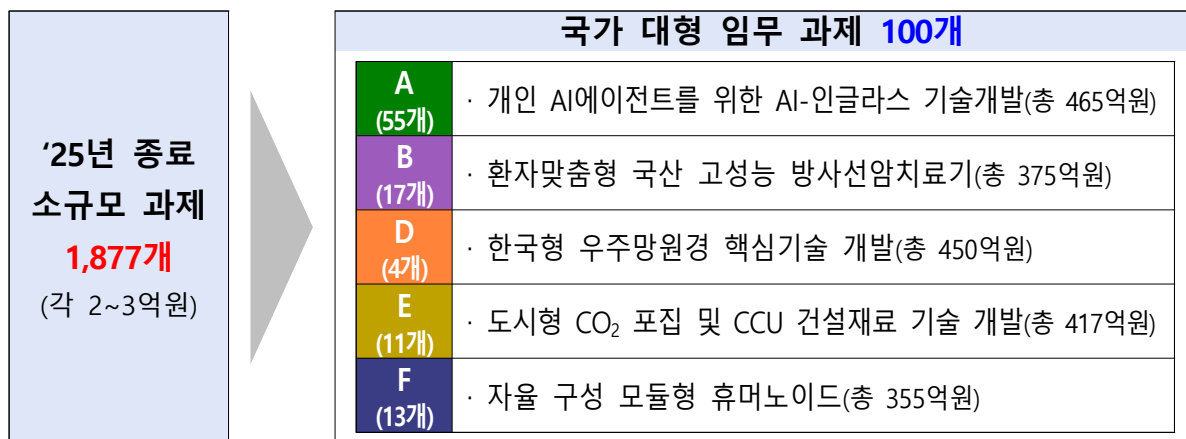 ‘25년 종료
소규모 과제
1,877개
(각 2~3억원)
국가 대형 임무 과제 100개
A
(55개)
· 개인 AI에이전트를 위한 AI-인글라스 기술개발(총 465억원)
B
(17개)
· 환자맞춤형 국산 고성능 방사선암치료기(총 375억원)
D
(4개)
· 한국형 우주망원경 핵심기술 개발(총 450억원)
E
(11개)
· 도시형 CO₂ 포집 및 CCU 건설재료 기술 개발(총 417억원)
F
(13개)
· 자율 구성 모듈형 휴머노이드(총 355억원)